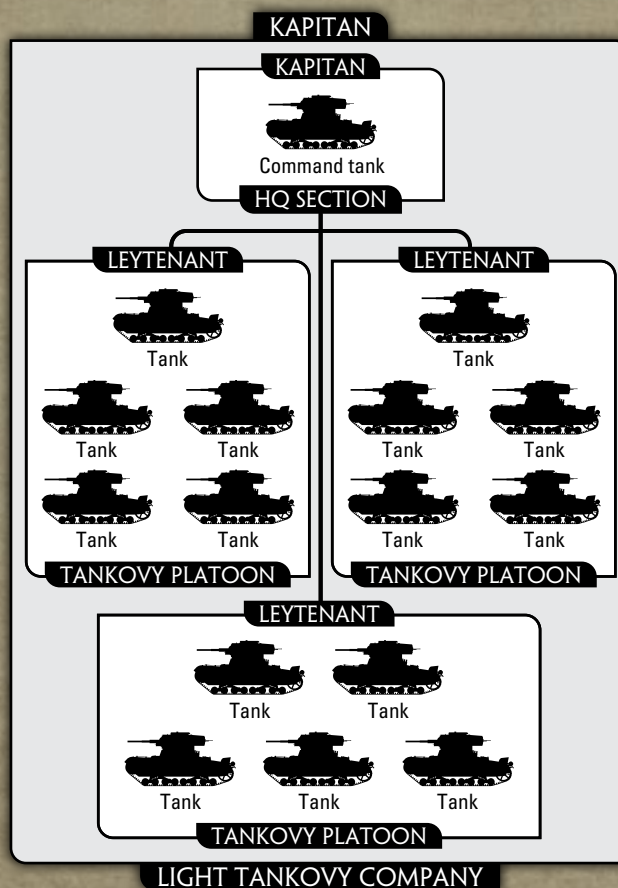 KAPITAN
KAPITAN
Command tank
HQ SECTION
LEYTENANT
Tank
Tank Tank
Tank Tank
TANKOVY PLATOON
LEYTENANT
Tank
Tank Tank
Tank Tank
TANKOVY PLATOON
LEYTENANT
Tank Tank
Tank Tank Tank
TANKOVY PLATOON
LIGHT TANKOVY COMPANY